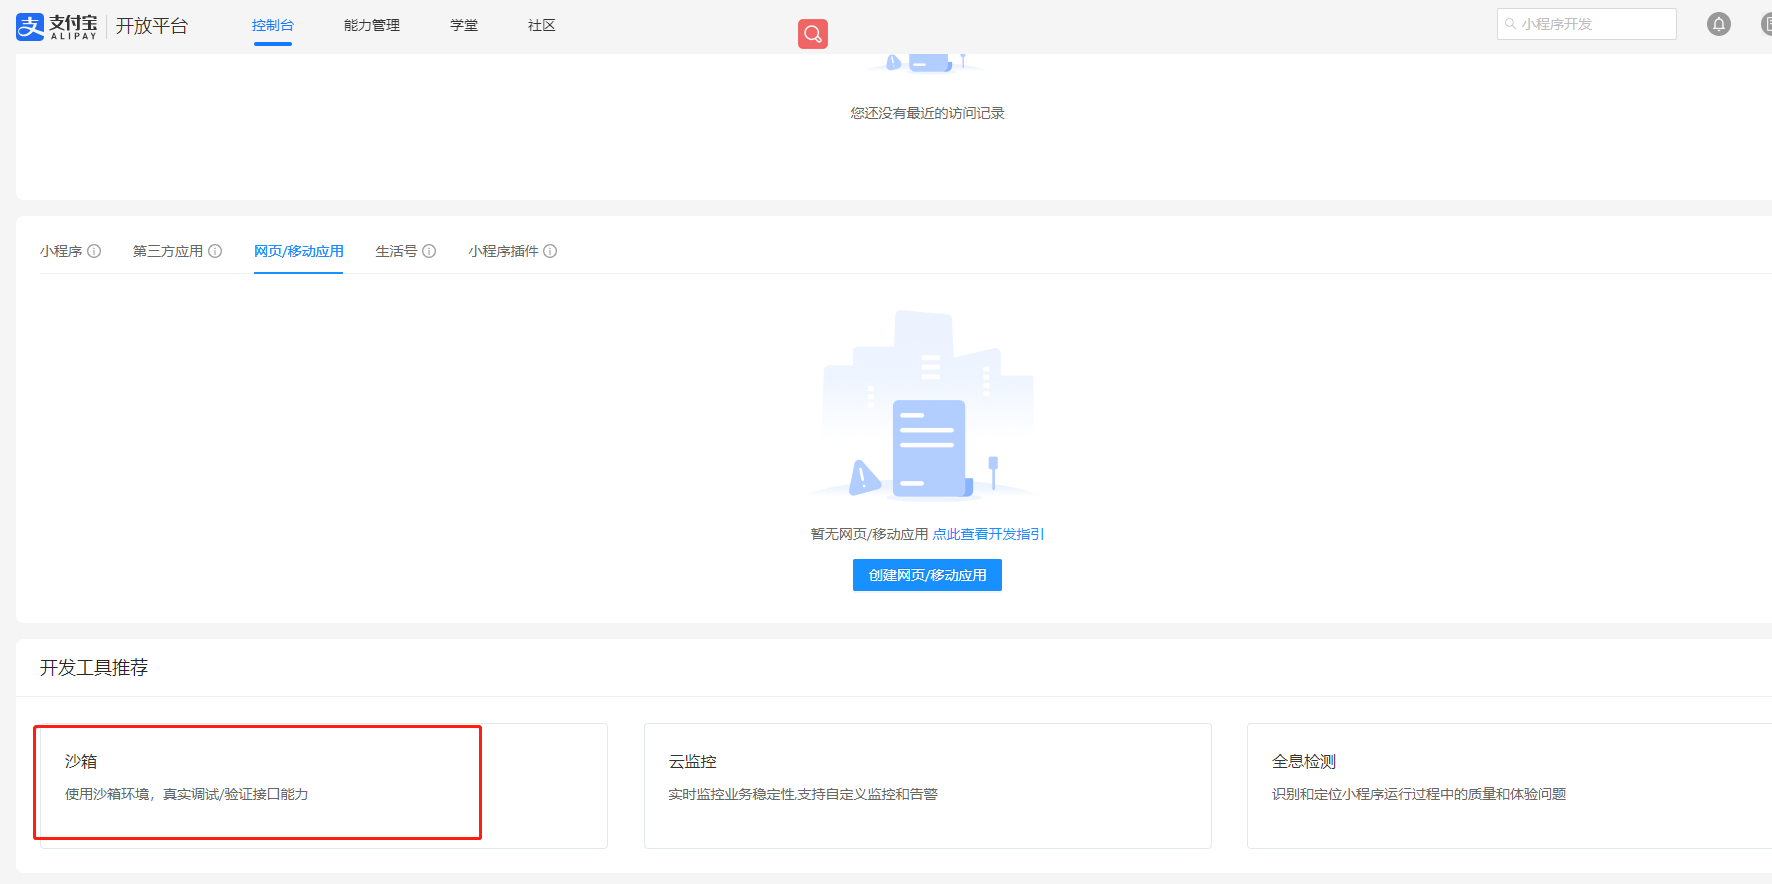 支付宝 ALIPAY 开放平台 控制台 能力管理 学堂 社区 小程序开发
您还没有最近的访问记录
小程序 第三方应用 网页/移动应用 生活号 小程序插件
暂无网页/移动应用 点此查看开发指引
创建网页/移动应用
开发工具推荐
沙箱
使用沙箱环境，真实调试/验证接口能力
云监控
实时监控业务稳定性,支持自定义监控和告警
全息检测
识别和定位小程序运行过程中的质量和体验问题